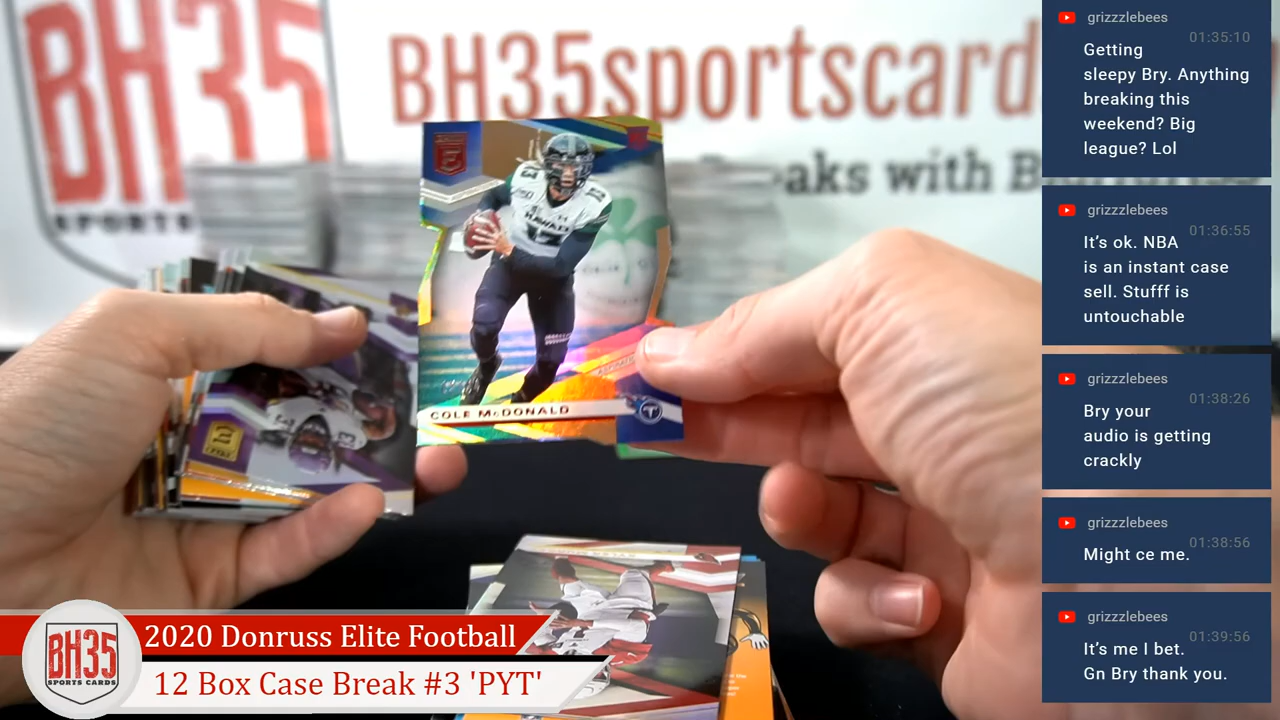 BH35
SPORTS
BH35sportscard
aks with B
13
HAWAI'I
13
COLE McDONALD
BH35
SPORTS CARDS
2020 Donruss Elite Football
12 Box Case Break #3 'PYT'
grizzzlebees
01:35:10
Getting
sleepy Bry. Anything
breaking this
weekend? Big
league? Lol
grizzzlebees
01:36:55
It's ok. NBA
is an instant case
sell. Stufff is
untouchable
grizzzlebees
01:38:26
Bry your
audio is getting
crackly
grizzzlebees
01:38:56
Might ce me.
grizzzlebees
01:39:56
It's me I bet.
Gn Bry thank you.